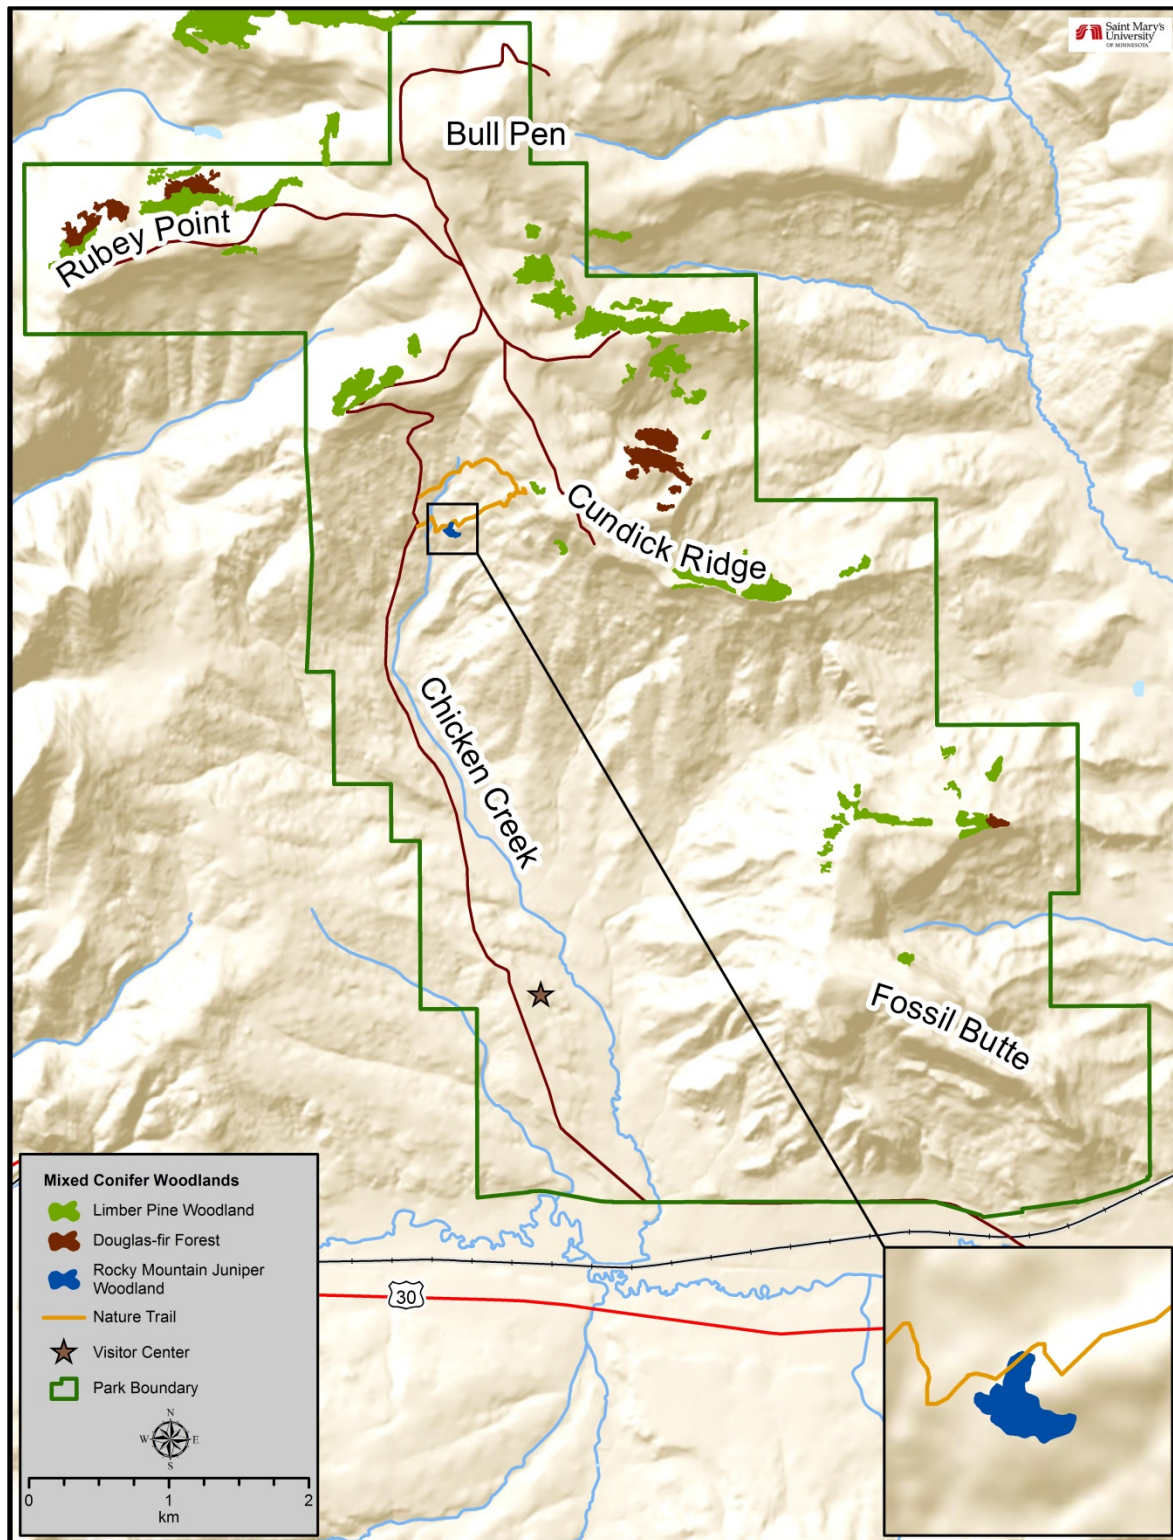 Saint Mary's
University
OF MINNESOTA
Bull Pen
Rubey Point
Cundick Ridge
Chicken Creek
Fossil Butte
30
Mixed Conifer Woodlands
Limber Pine Woodland
Douglas-fir Forest
Rocky Mountain Juniper
Woodland
Nature Trail
Visitor Center
Park Boundary
N
W E
S
0 1 2
km